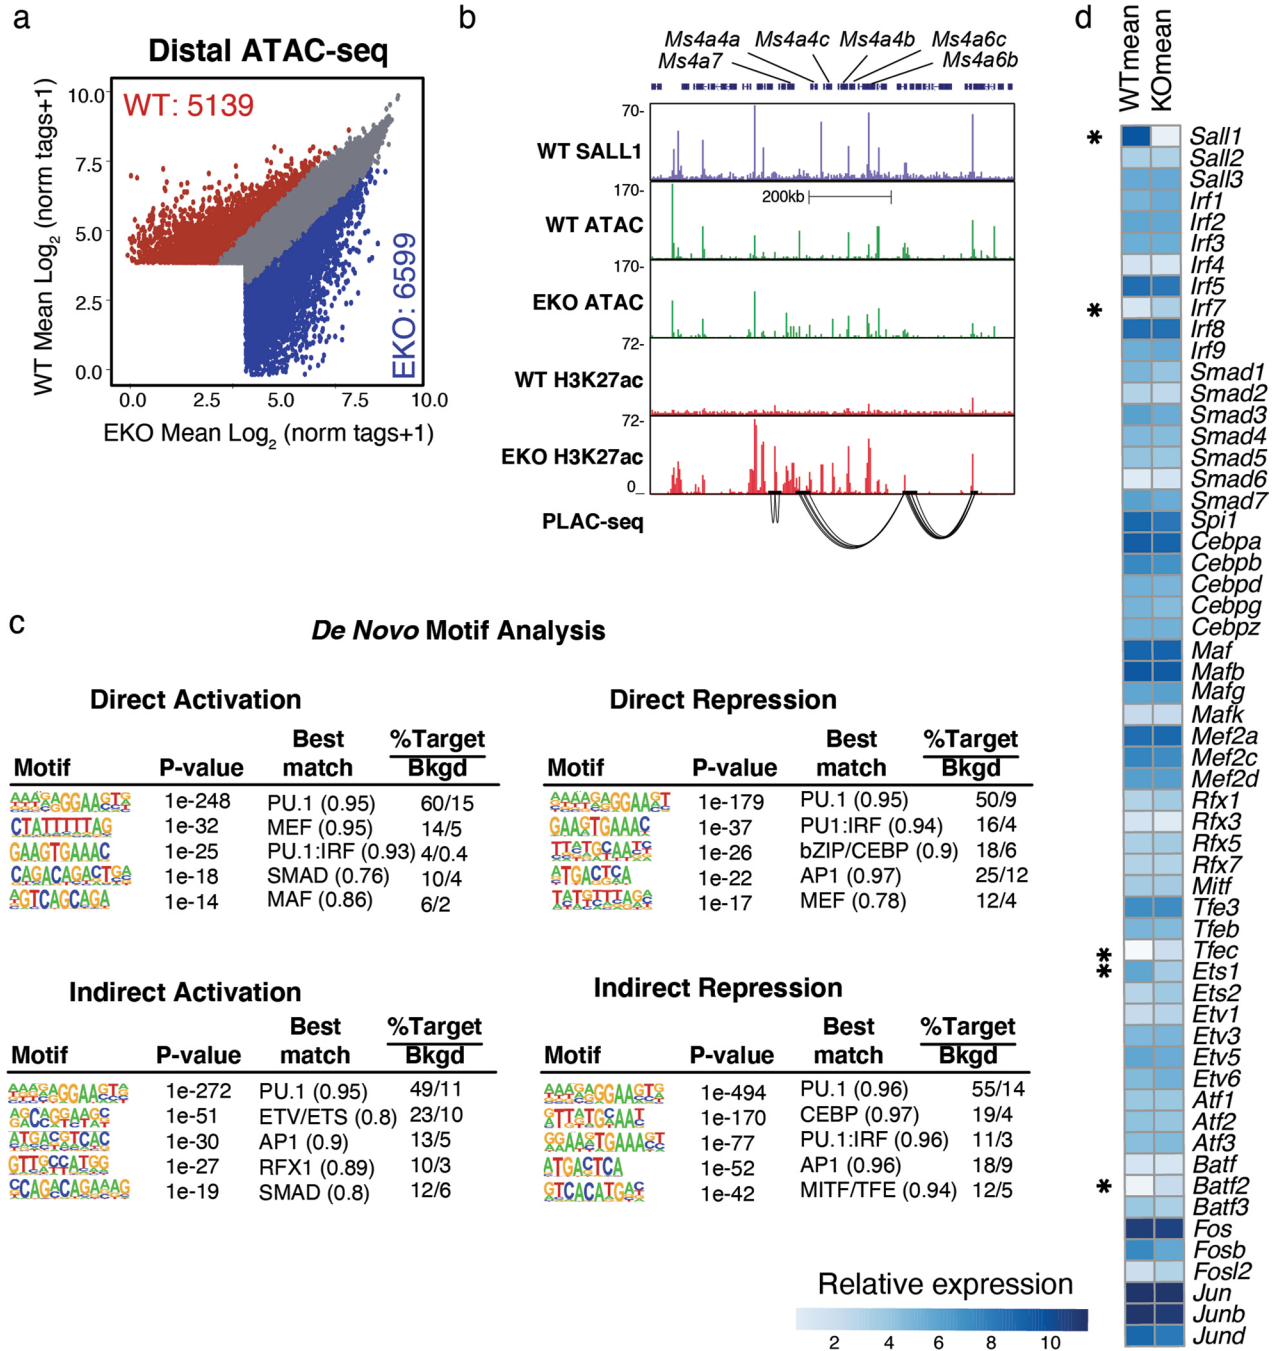 a
Distal ATAC-seq
WT: 5139
EKO: 6599
WT Mean Log2 (norm tags+1)
10.0
7.5
5.0
2.5
0.0
0.0 2.5 5.0 7.5 10.0
EKO Mean Log2 (norm tags+1)
b
Ms4a4a Ms4a4c Ms4a4b Ms4a6c
Ms4a7 Ms4a6b
70-
WT SALL1
170-
200kb
WT ATAC
170-
EKO ATAC
72-
WT H3K27ac
72-
EKO H3K27ac
0_
PLAC-seq
c
De Novo Motif Analysis
Direct Activation
Motif P-value Best match %Target Bkgd
1e-248 PU.1 (0.95) 60/15
CTATTTTTAG 1e-32 MEF (0.95) 14/5
GAAGTGAAAC 1e-25 PU.1:IRF (0.93) 4/0.4
CAGACAGACTGA 1e-18 SMAD (0.76) 10/4
AGTCAGCAGA 1e-14 MAF (0.86) 6/2
Direct Repression
Motif P-value Best match %Target Bkgd
AAAAGAGGAAGT 1e-179 PU.1 (0.95) 50/9
GAAGTGAAAC 1e-37 PU1:IRF (0.94) 16/4
1e-26 bZIP/CEBP (0.9) 18/6
ATGACTCA 1e-22 AP1 (0.97) 25/12
1e-17 MEF (0.78) 12/4
Indirect Activation
Motif P-value Best match %Target Bkgd
1e-272 PU.1 (0.95) 49/11
1e-51 ETV/ETS (0.8) 23/10
ATGACGTCAC 1e-30 AP1 (0.9) 13/5
GTTGCCATGG 1e-27 RFX1 (0.89) 10/3
CCAGACAGAAAG 1e-19 SMAD (0.8) 12/6
Indirect Repression
Motif P-value Best match %Target Bkgd
1e-494 PU.1 (0.96) 55/14
GTTATGCAAT 1e-170 CEBP (0.97) 19/4
GGAAGTGAAAGT 1e-77 PU.1:IRF (0.96) 11/3
ATGACTCA 1e-52 AP1 (0.96) 18/9
GTCACATGAC 1e-42 MITF/TFE (0.94) 12/5
d
WTmean
KOmean
* Sall1
Sall2
Sall3
Irf1
Irf2
Irf3
Irf4
Irf5
* Irf7
Irf8
Irf9
Smad1
Smad2
Smad3
Smad4
Smad5
Smad6
Smad7
Spi1
Cebpa
Cebpb
Cebpd
Cebpg
Cebpz
Maf
Mafb
Mafg
Mafk
Mef2a
Mef2c
Mef2d
Rfx1
Rfx3
Rfx5
Rfx7
Mitf
Tfe3
Tfeb
* Tfec
* Ets1
Ets2
Etv1
Etv3
Etv5
Etv6
Atf1
Atf2
Atf3
Batf
* Batf2
Batf3
Fos
Fosb
Fosl2
Jun
Junb
Jund
Relative expression
2 4 6 8 10